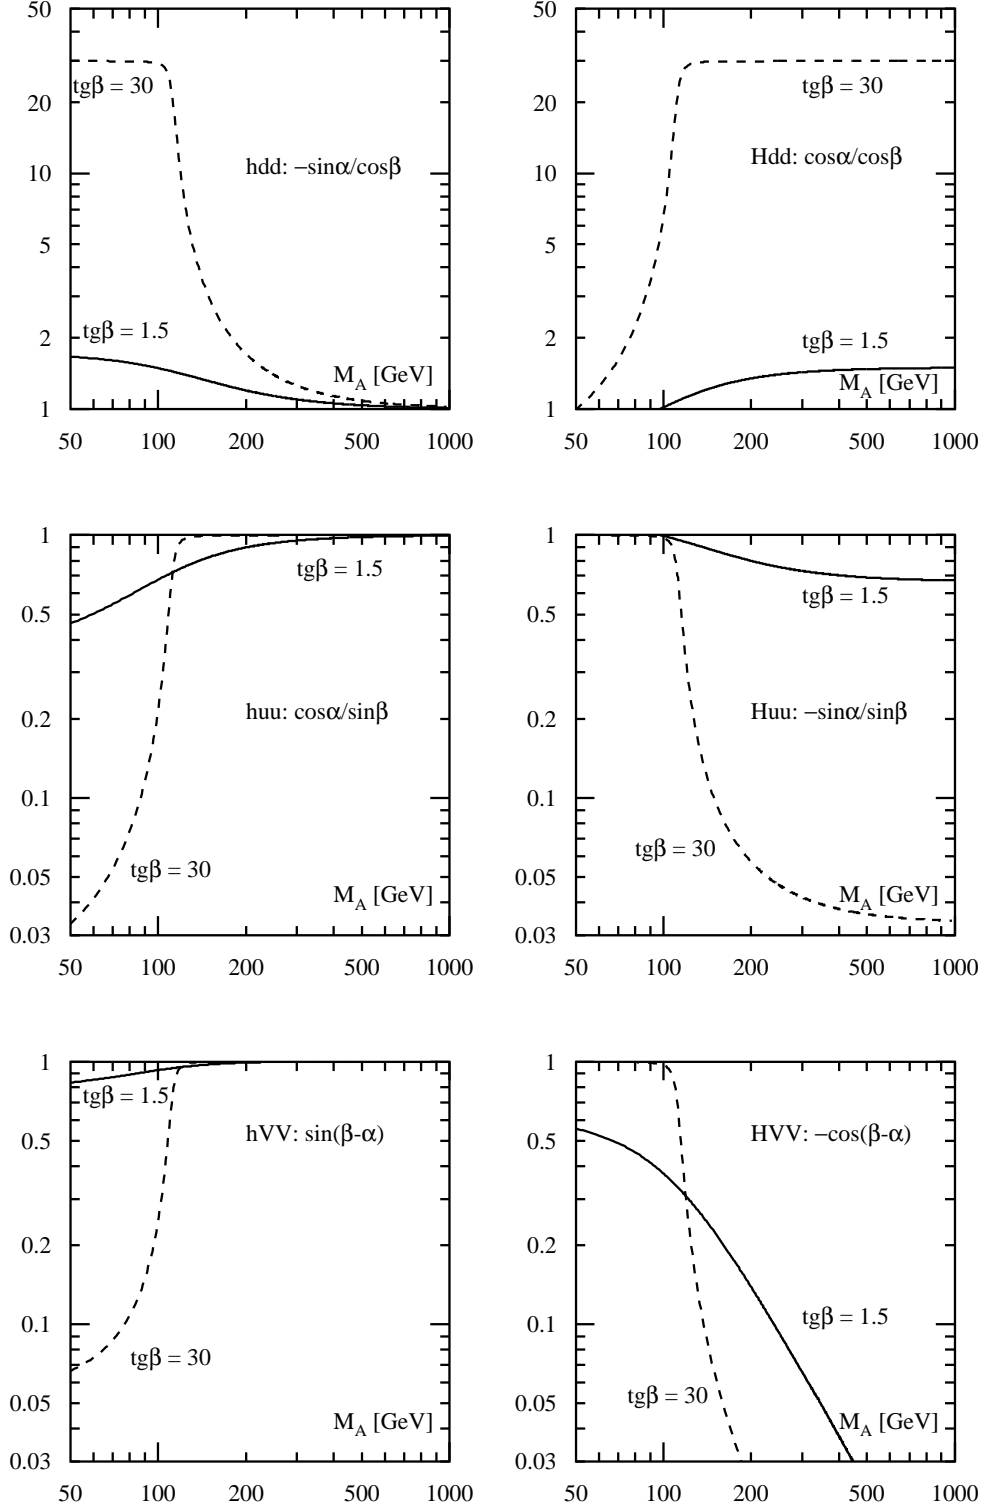 50
20
10
5
2
1
tgβ = 30
hdd: −sinα/cosβ
tgβ = 1.5
M_A [GeV]
50 100 200 500 1000
50
20
10
5
2
1
tgβ = 30
Hdd: cosα/cosβ
tgβ = 1.5
M_A [GeV]
50 100 200 500 1000
1
0.5
0.2
0.1
0.05
0.03
tgβ = 1.5
huu: cosα/sinβ
tgβ = 30
M_A [GeV]
50 100 200 500 1000
1
0.5
0.2
0.1
0.05
0.03
tgβ = 1.5
Huu: −sinα/sinβ
tgβ = 30
M_A [GeV]
50 100 200 500 1000
1
0.5
0.2
0.1
0.05
0.03
tgβ = 1.5
hVV: sin(β-α)
tgβ = 30
M_A [GeV]
50 100 200 500 1000
1
0.5
0.2
0.1
0.05
0.03
HVV: −cos(β-α)
tgβ = 1.5
tgβ = 30
M_A [GeV]
50 100 200 500 1000